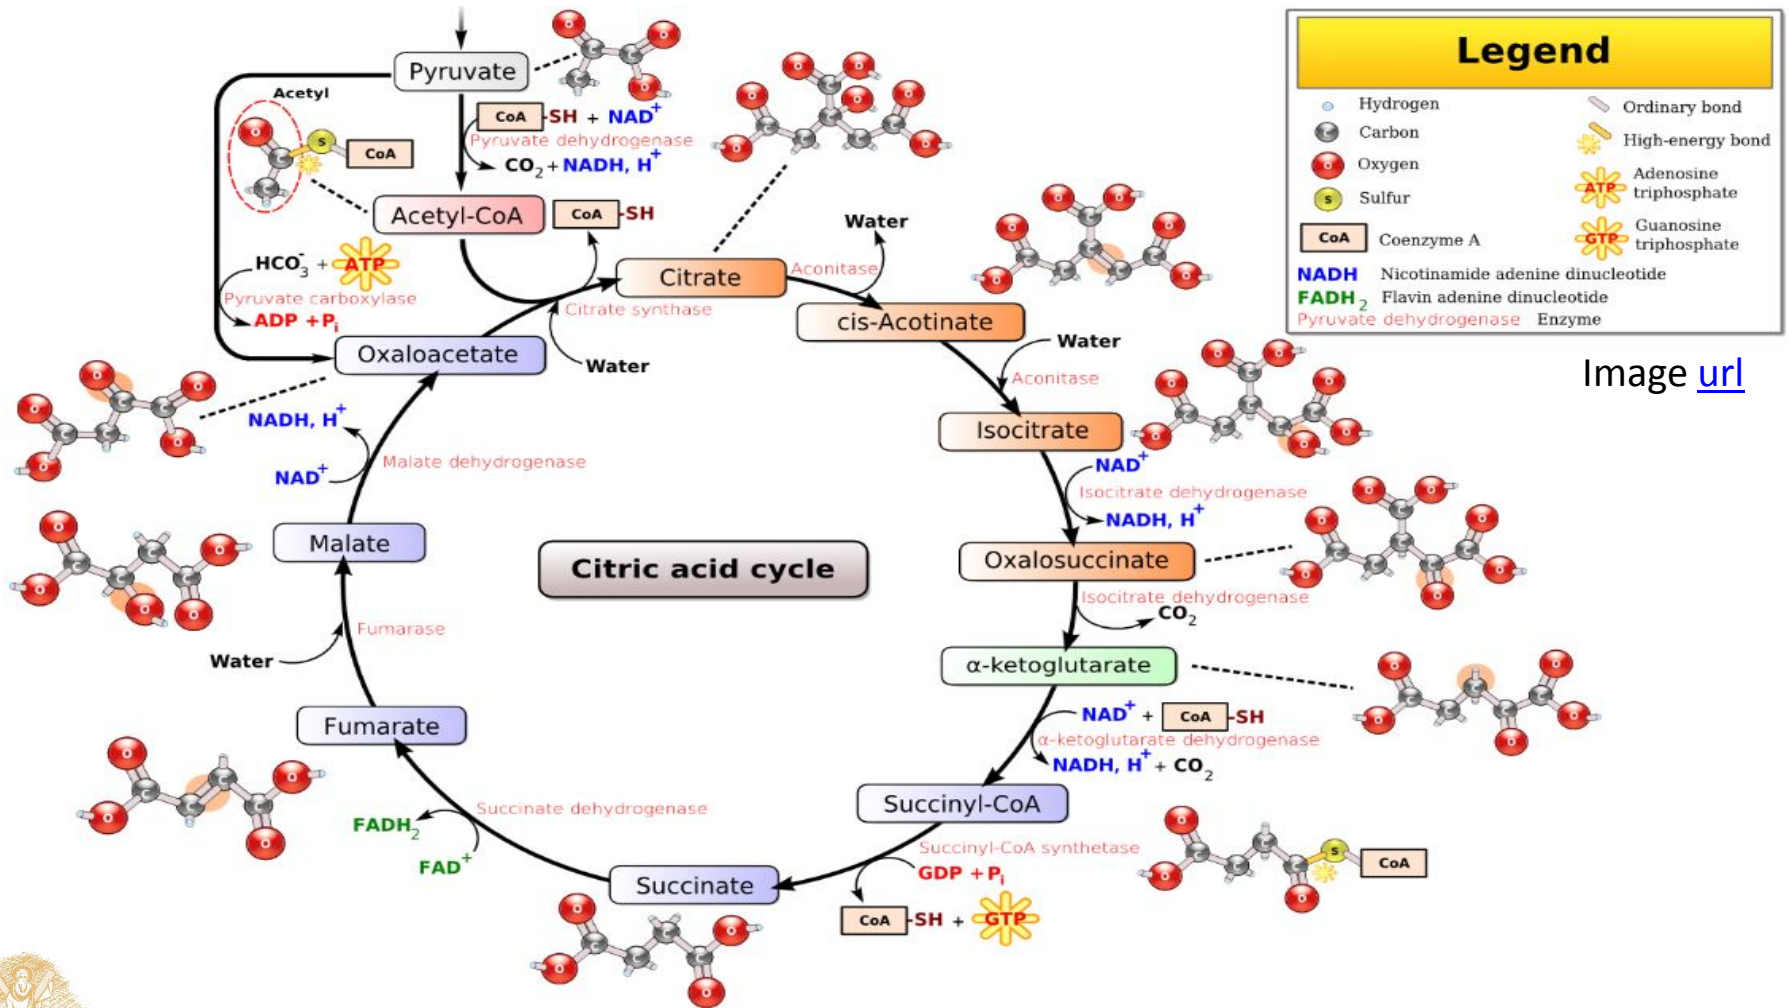 Pyruvate
Acetyl
CoA -SH + NAD+
Pyruvate dehydrogenase
CO2 + NADH, H+
S CoA
Acetyl-CoA
CoA -SH
HCO3- + ATP
Pyruvate carboxylase
ADP + Pi
Citrate synthase
Water
Oxaloacetate
Citrate
Aconitase
Water
cis-Acotinate
Water
Aconitase
Isocitrate
NAD+
Isocitrate dehydrogenase
NADH, H+
Oxalosuccinate
Isocitrate dehydrogenase
CO2
α-ketoglutarate
NAD+ + CoA -SH
α-ketoglutarate dehydrogenase
NADH, H+ + CO2
Succinyl-CoA
Succinyl-CoA synthetase
GDP + Pi
CoA -SH + GTP
S CoA
Succinate
Succinate dehydrogenase
FADH2
FAD+
Fumarate
Fumarase
Water
Malate
Malate dehydrogenase
NADH, H+
NAD+
Citric acid cycle
Legend
Hydrogen
C Carbon
O Oxygen
S Sulfur
CoA Coenzyme A
Ordinary bond
High-energy bond
ATP Adenosine
triphosphate
GTP Guanosine
triphosphate
NADH Nicotinamide adenine dinucleotide
FADH2 Flavin adenine dinucleotide
Pyruvate dehydrogenase Enzyme
Image url